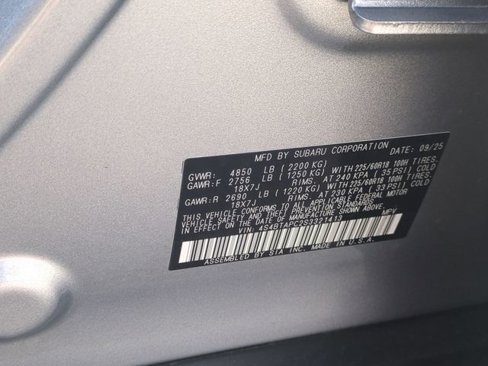 MFD BY SUBARU CORPORATION DATE: 09/25
GVWR: 4850 LB (2200 KG)
GAWR:F 2756 LB (1250 KG) WITH 225/60R18 100H TIRES,
18X7J RIMS, AT 240 KPA (35 PSI) COLD
GAWR:R 2690 LB (1220 KG) WITH 225/60R18 100H TIRES,
18X7J RIMS, AT 230 KPA (33 PSI) COLD
THIS VEHICLE CONFORMS TO ALL APPLICABLE FEDERAL MOTOR
VEHICLE SAFETY AND BUMPER STANDARDS IN EFFECT ON THE
DATE OF MANUFACTURE SHOWN ABOVE.
VIN: MPV
ASSEMBLED BY SIA INC. MADE IN U.S.A.